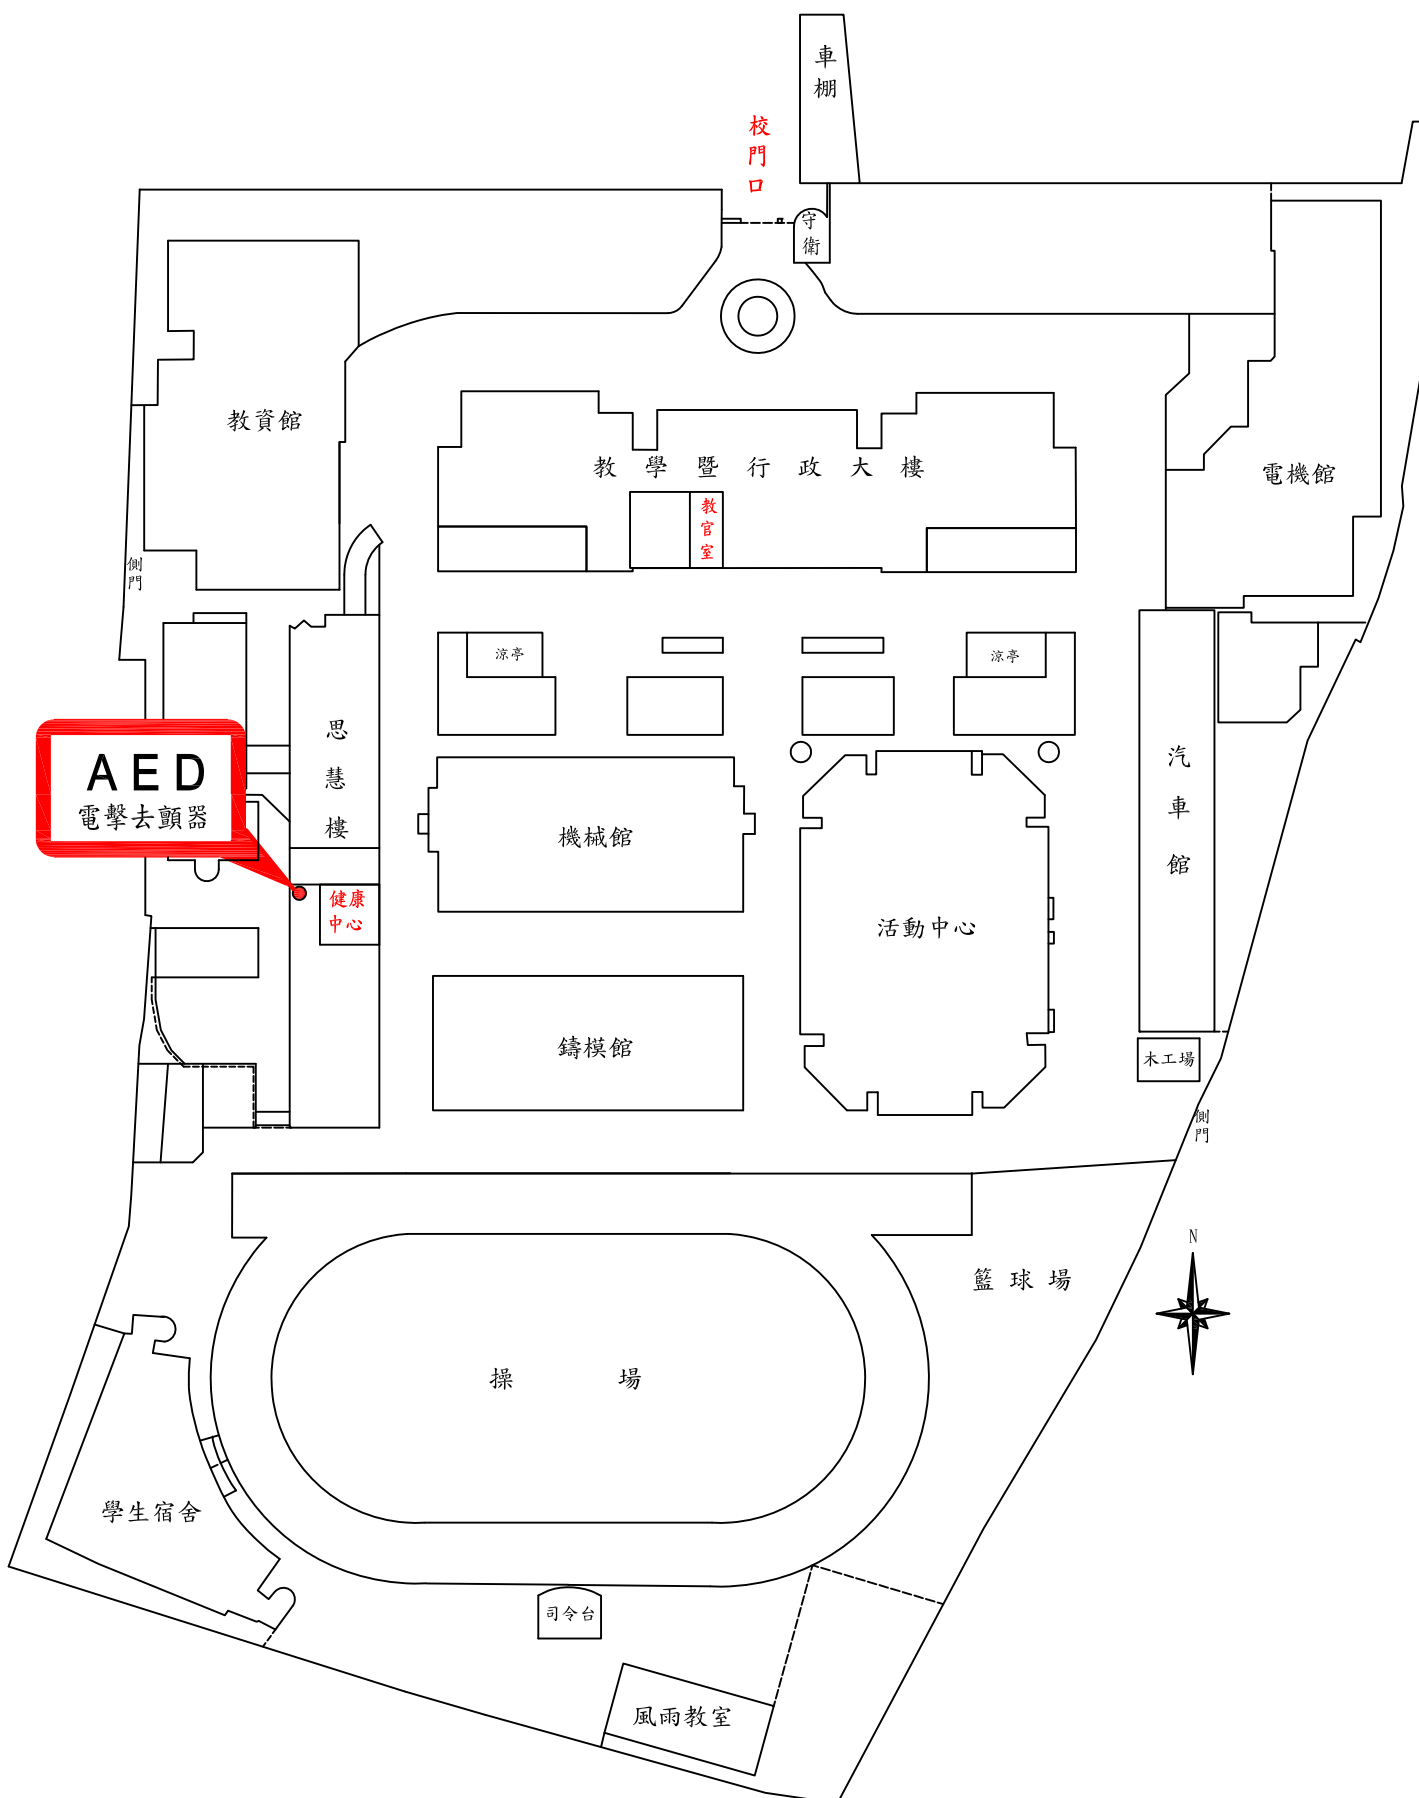 車棚
校門口
守衛
教資館
教學暨行政大樓
電機館
教官室
側門
涼亭
涼亭
思慧樓
汽車館
AED
電擊去顫器
機械館
健康
中心
活動中心
鑄模館
木工場
側門
N
籃球場
操場
學生宿舍
司令台
風雨教室